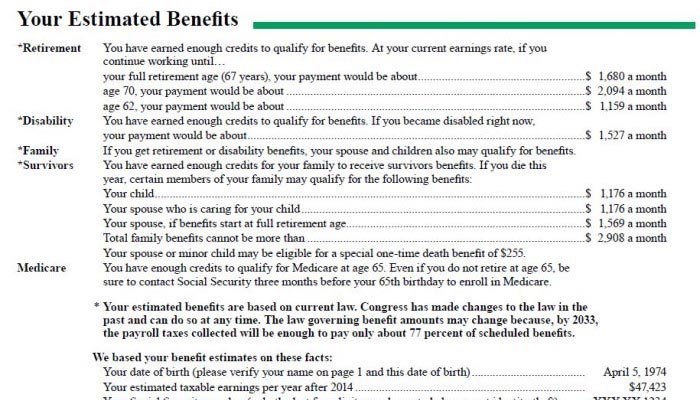 Your Estimated Benefits
*Retirement You have earned enough credits to qualify for benefits. At your current earnings rate, if you
continue working until…
your full retirement age (67 years), your payment would be about.......... $ 1,680 a month
age 70, your payment would be about .......... $ 2,094 a month
age 62, your payment would be about .......... $ 1,159 a month
*Disability You have earned enough credits to qualify for benefits. If you became disabled right now,
your payment would be about.......... $ 1,527 a month
*Family If you get retirement or disability benefits, your spouse and children also may qualify for benefits.
*Survivors You have earned enough credits for your family to receive survivors benefits. If you die this
year, certain members of your family may qualify for the following benefits:
Your child.......... $ 1,176 a month
Your spouse who is caring for your child.......... $ 1,176 a month
Your spouse, if benefits start at full retirement age.......... $ 1,569 a month
Total family benefits cannot be more than .......... $ 2,908 a month
Your spouse or minor child may be eligible for a special one-time death benefit of $255.
Medicare You have enough credits to qualify for Medicare at age 65. Even if you do not retire at age 65, be
sure to contact Social Security three months before your 65th birthday to enroll in Medicare.
* Your estimated benefits are based on current law. Congress has made changes to the law in the
past and can do so at any time. The law governing benefit amounts may change because, by 2033,
the payroll taxes collected will be enough to pay only about 77 percent of scheduled benefits.
We based your benefit estimates on these facts:
Your date of birth (please verify your name on page 1 and this date of birth).......... April 5, 1974
Your estimated taxable earnings per year after 2014.......... $47,423